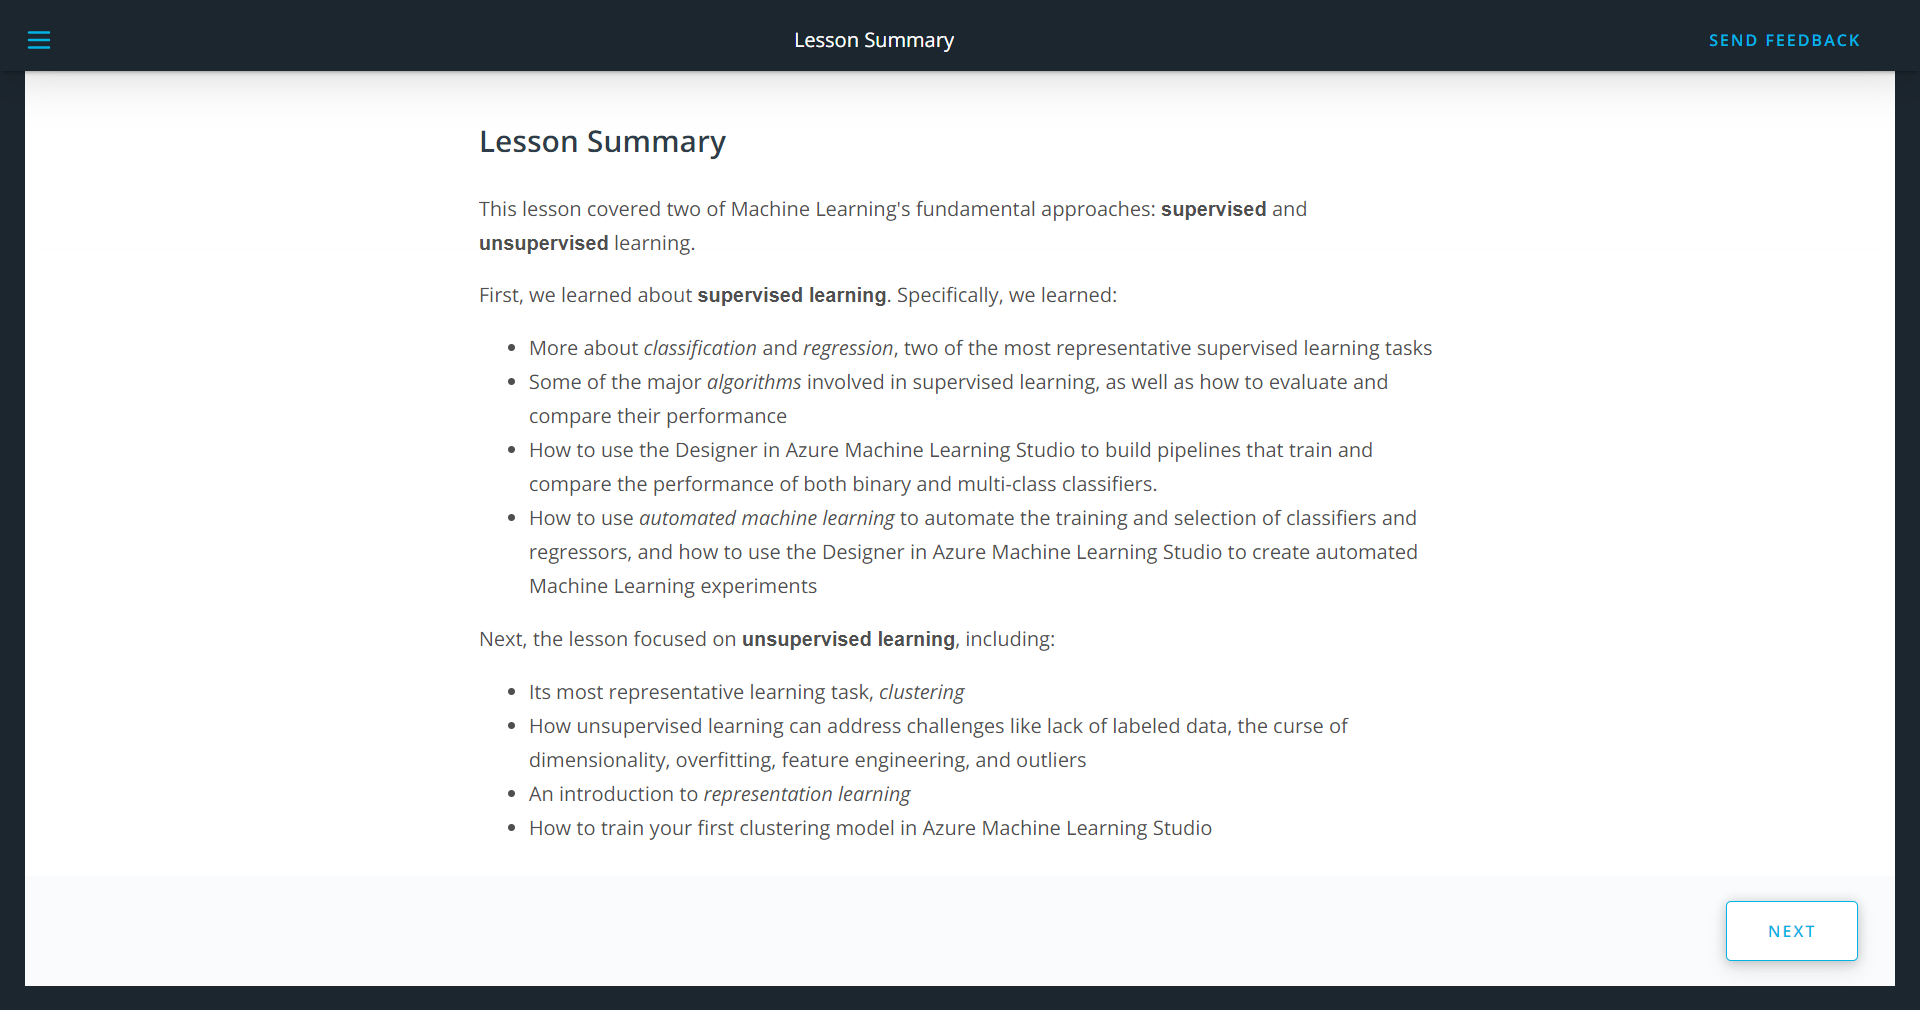 Lesson Summary
SEND FEEDBACK
Lesson Summary
This lesson covered two of Machine Learning's fundamental approaches: supervised and
unsupervised learning.
First, we learned about supervised learning. Specifically, we learned:
More about classification and regression, two of the most representative supervised learning tasks
Some of the major algorithms involved in supervised learning, as well as how to evaluate and
compare their performance
How to use the Designer in Azure Machine Learning Studio to build pipelines that train and
compare the performance of both binary and multi-class classifiers.
How to use automated machine learning to automate the training and selection of classifiers and
regressors, and how to use the Designer in Azure Machine Learning Studio to create automated
Machine Learning experiments
Next, the lesson focused on unsupervised learning, including:
Its most representative learning task, clustering
How unsupervised learning can address challenges like lack of labeled data, the curse of
dimensionality, overfitting, feature engineering, and outliers
An introduction to representation learning
How to train your first clustering model in Azure Machine Learning Studio
NEXT